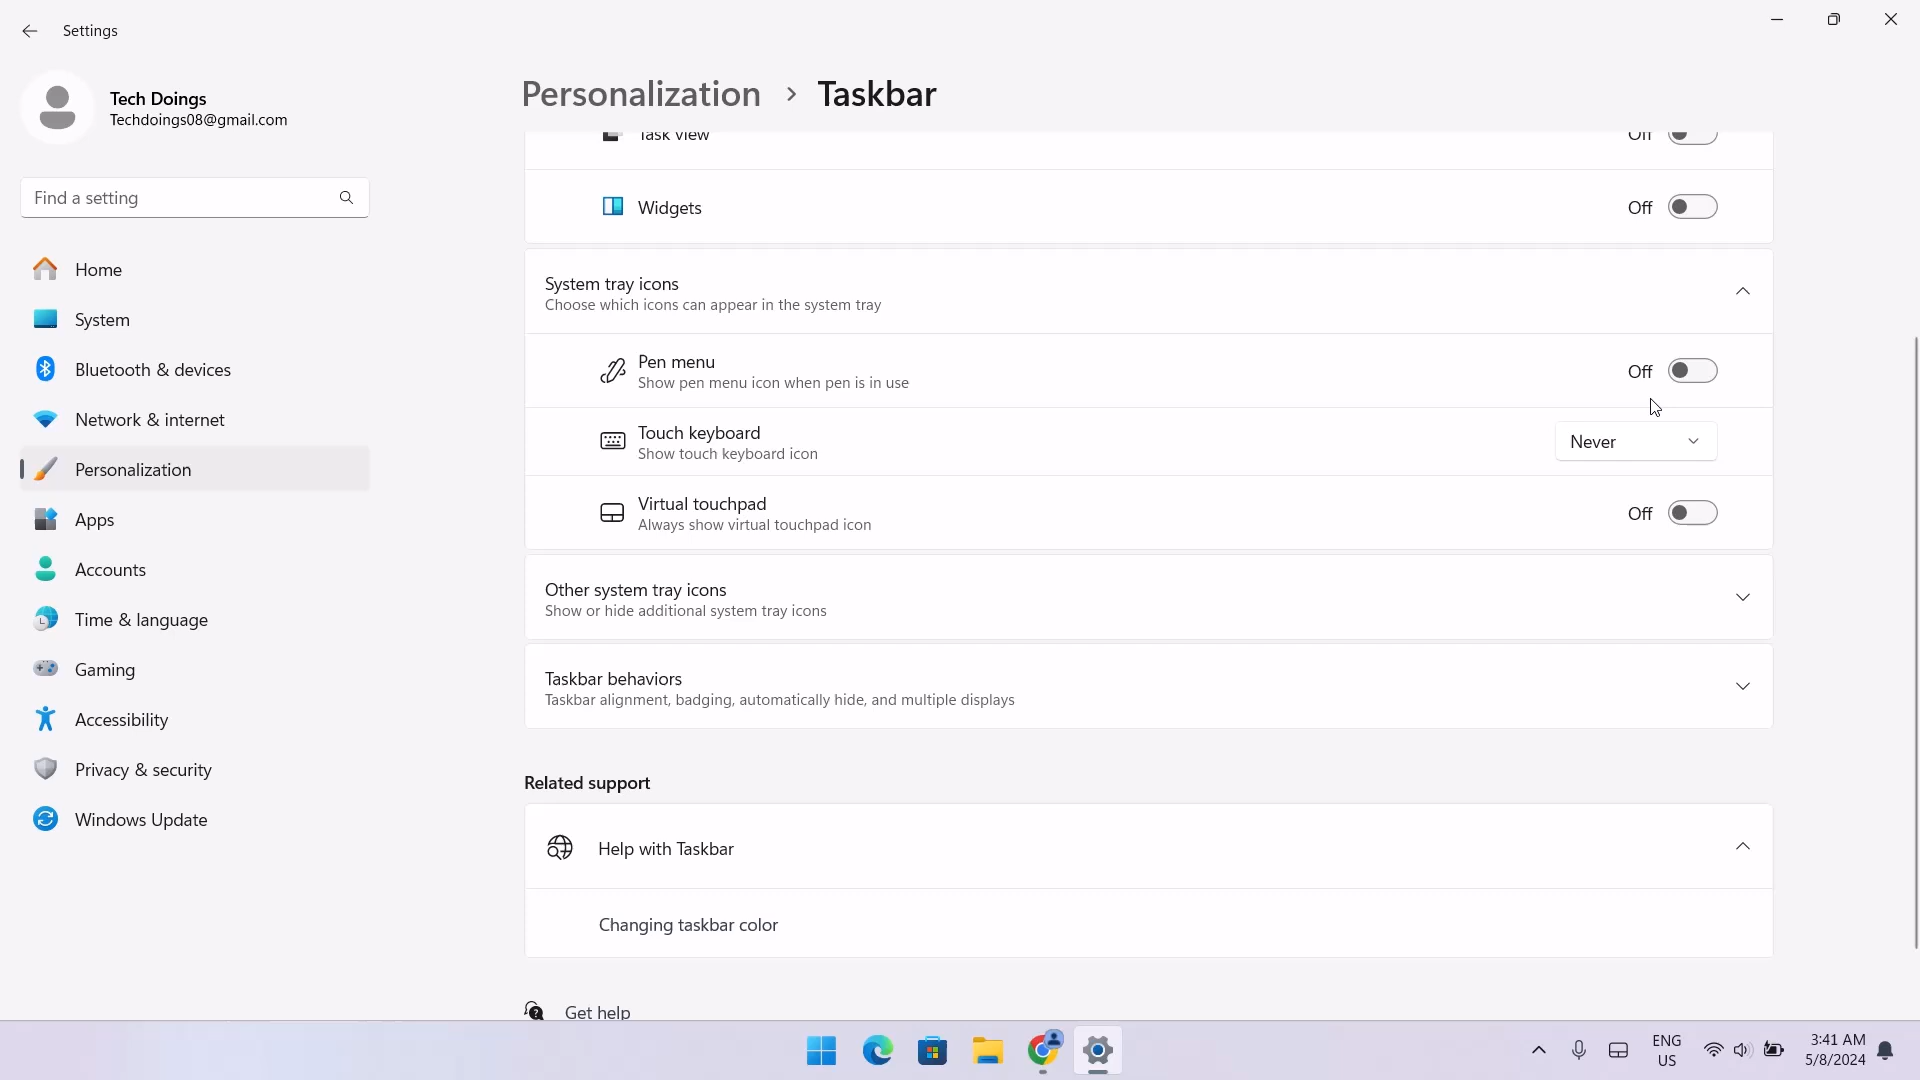 Settings
Tech Doings
Techdoings08@gmail.com
Find a setting
Home
System
Bluetooth & devices
Network & internet
Personalization
Apps
Accounts
Time & language
Gaming
Accessibility
Privacy & security
Windows Update
Personalization > Taskbar
Task view Off
Widgets Off
System tray icons
Choose which icons can appear in the system tray
Pen menu
Show pen menu icon when pen is in use
Off
Touch keyboard
Show touch keyboard icon
Never
Virtual touchpad
Always show virtual touchpad icon
Off
Other system tray icons
Show or hide additional system tray icons
Taskbar behaviors
Taskbar alignment, badging, automatically hide, and multiple displays
Related support
Help with Taskbar
Changing taskbar color
Get help
ENG
US
3:41 AM
5/8/2024